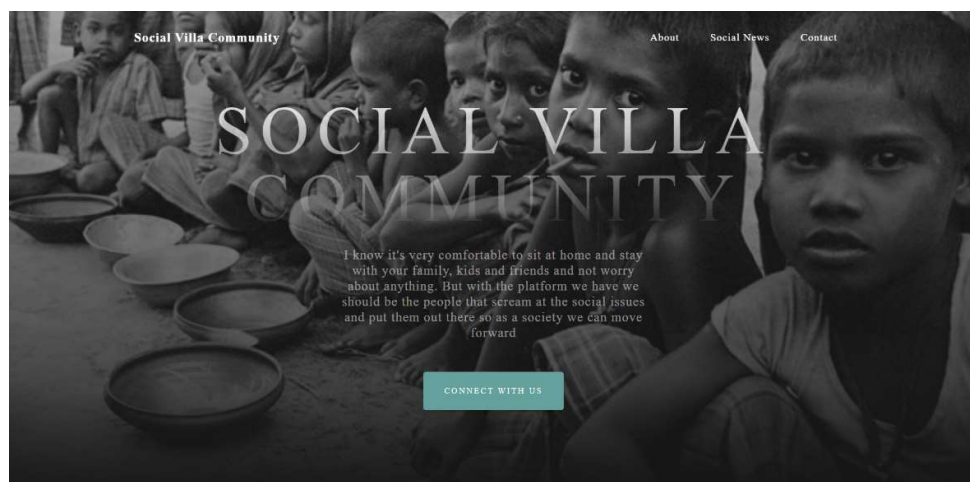 Social Villa Community
About
Social News
Contact
SOCIAL VILLA
COMMUNITY
I know it's very comfortable to sit at home and stay
with your family, kids and friends and not worry
about anything. But with the platform we have we
should be the people that scream at the social issues
and put them out there so as a society we can move
forward
CONNECT WITH US